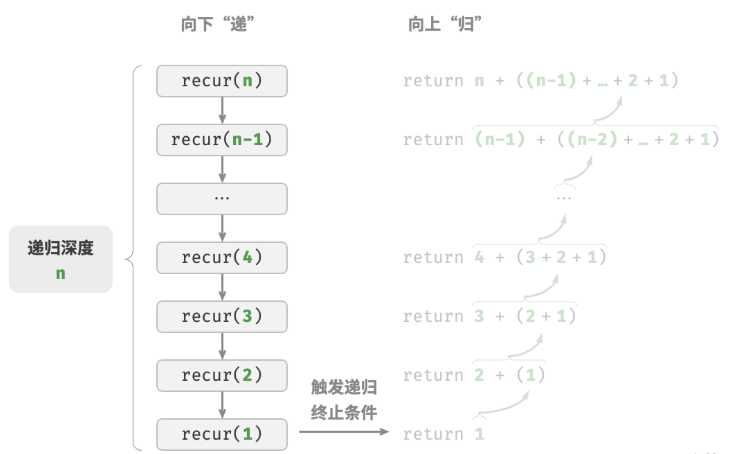 向下“递”
向上“归”
recur(n)
return n + ((n-1) + … + 2 + 1)
recur(n-1)
return (n-1) + ((n-2) + … + 2 + 1)
…
…
递归深度
n
recur(4)
return 4 + (3 + 2 + 1)
recur(3)
return 3 + (2 + 1)
recur(2)
return 2 + (1)
触发递归
终止条件
recur(1)
return 1